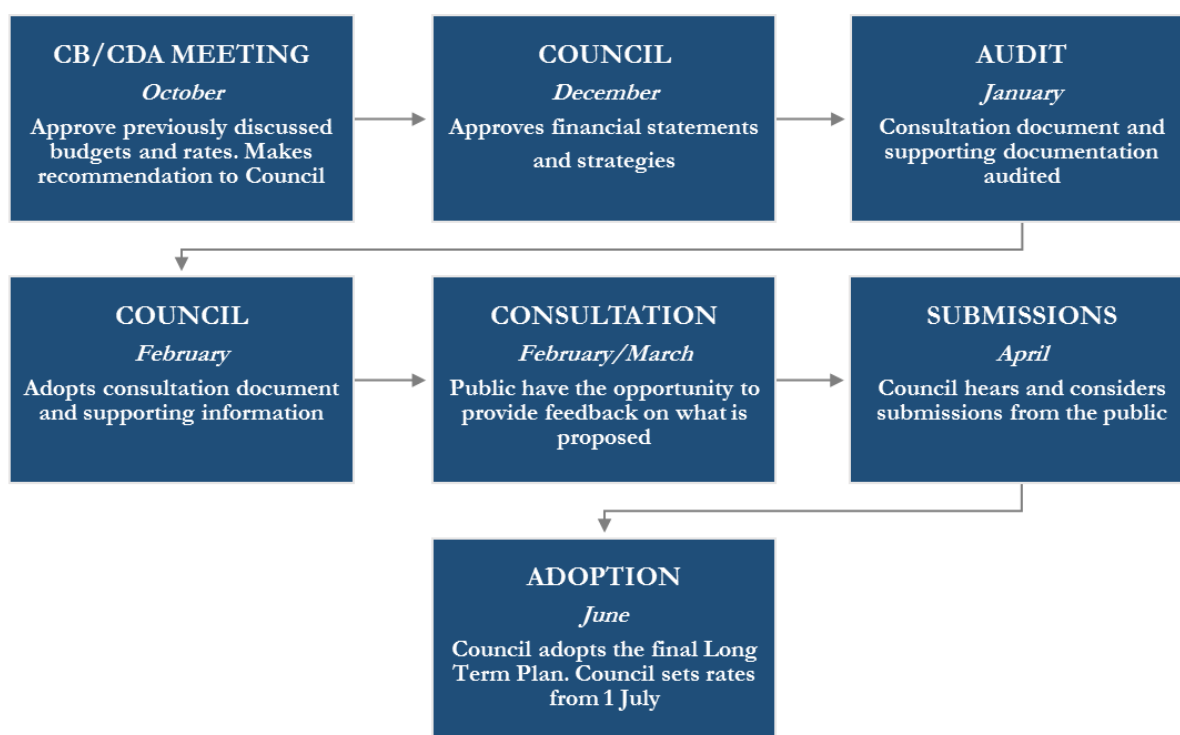 CB/CDA MEETING
October
Approve previously discussed
budgets and rates. Makes
recommendation to Council
COUNCIL
December
Approves financial statements
and strategies
AUDIT
January
Consultation document and
supporting documentation
audited
COUNCIL
February
Adopts consultation document
and supporting information
CONSULTATION
February/March
Public have the opportunity to
provide feedback on what is
proposed
SUBMISSIONS
April
Council hears and considers
submissions from the public
ADOPTION
June
Council adopts the final Long
Term Plan. Council sets rates
from 1 July